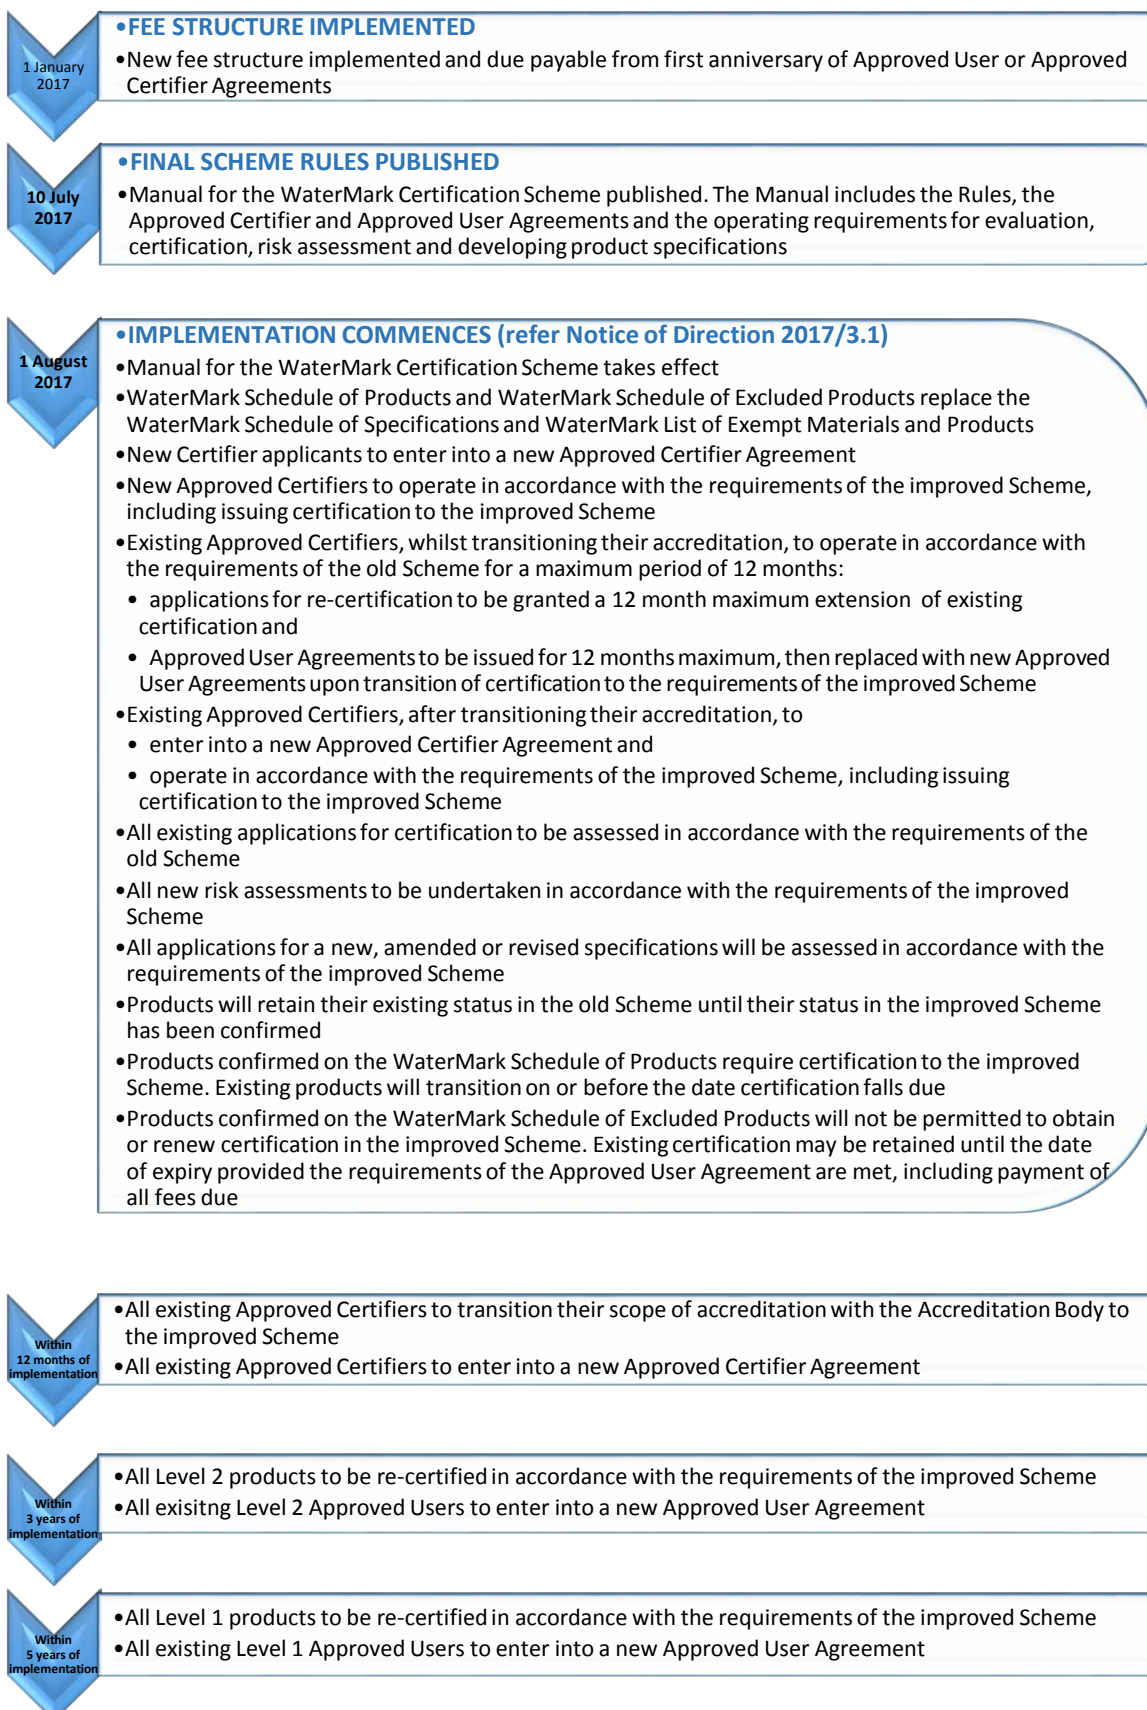 1 January
2017
•FEE STRUCTURE IMPLEMENTED
•New fee structure implemented and due payable from first anniversary of Approved User or Approved
Certifier Agreements
10 July
2017
•FINAL SCHEME RULES PUBLISHED
•Manual for the WaterMark Certification Scheme published. The Manual includes the Rules, the
Approved Certifier and Approved User Agreements and the operating requirements for evaluation,
certification, risk assessment and developing product specifications
1 August
2017
•IMPLEMENTATION COMMENCES (refer Notice of Direction 2017/3.1)
•Manual for the WaterMark Certification Scheme takes effect
•WaterMark Schedule of Products and WaterMark Schedule of Excluded Products replace the
WaterMark Schedule of Specifications and WaterMark List of Exempt Materials and Products
•New Certifier applicants to enter into a new Approved Certifier Agreement
•New Approved Certifiers to operate in accordance with the requirements of the improved Scheme,
including issuing certification to the improved Scheme
•Existing Approved Certifiers, whilst transitioning their accreditation, to operate in accordance with
the requirements of the old Scheme for a maximum period of 12 months:
• applications for re-certification to be granted a 12 month maximum extension of existing
certification and
• Approved User Agreements to be issued for 12 months maximum, then replaced with new Approved
User Agreements upon transition of certification to the requirements of the improved Scheme
•Existing Approved Certifiers, after transitioning their accreditation, to
• enter into a new Approved Certifier Agreement and
• operate in accordance with the requirements of the improved Scheme, including issuing
certification to the improved Scheme
•All existing applications for certification to be assessed in accordance with the requirements of the
old Scheme
•All new risk assessments to be undertaken in accordance with the requirements of the improved
Scheme
•All applications for a new, amended or revised specifications will be assessed in accordance with the
requirements of the improved Scheme
•Products will retain their existing status in the old Scheme until their status in the improved Scheme
has been confirmed
•Products confirmed on the WaterMark Schedule of Products require certification to the improved
Scheme. Existing products will transition on or before the date certification falls due
•Products confirmed on the WaterMark Schedule of Excluded Products will not be permitted to obtain
or renew certification in the improved Scheme. Existing certification may be retained until the date
of expiry provided the requirements of the Approved User Agreement are met, including payment of
all fees due
Within
12 months of
implementation
•All existing Approved Certifiers to transition their scope of accreditation with the Accreditation Body to
the improved Scheme
•All existing Approved Certifiers to enter into a new Approved Certifier Agreement
Within
3 years of
implementation
•All Level 2 products to be re-certified in accordance with the requirements of the improved Scheme
•All exisitng Level 2 Approved Users to enter into a new Approved User Agreement
Within
5 years of
implementation
•All Level 1 products to be re-certified in accordance with the requirements of the improved Scheme
•All existing Level 1 Approved Users to enter into a new Approved User Agreement